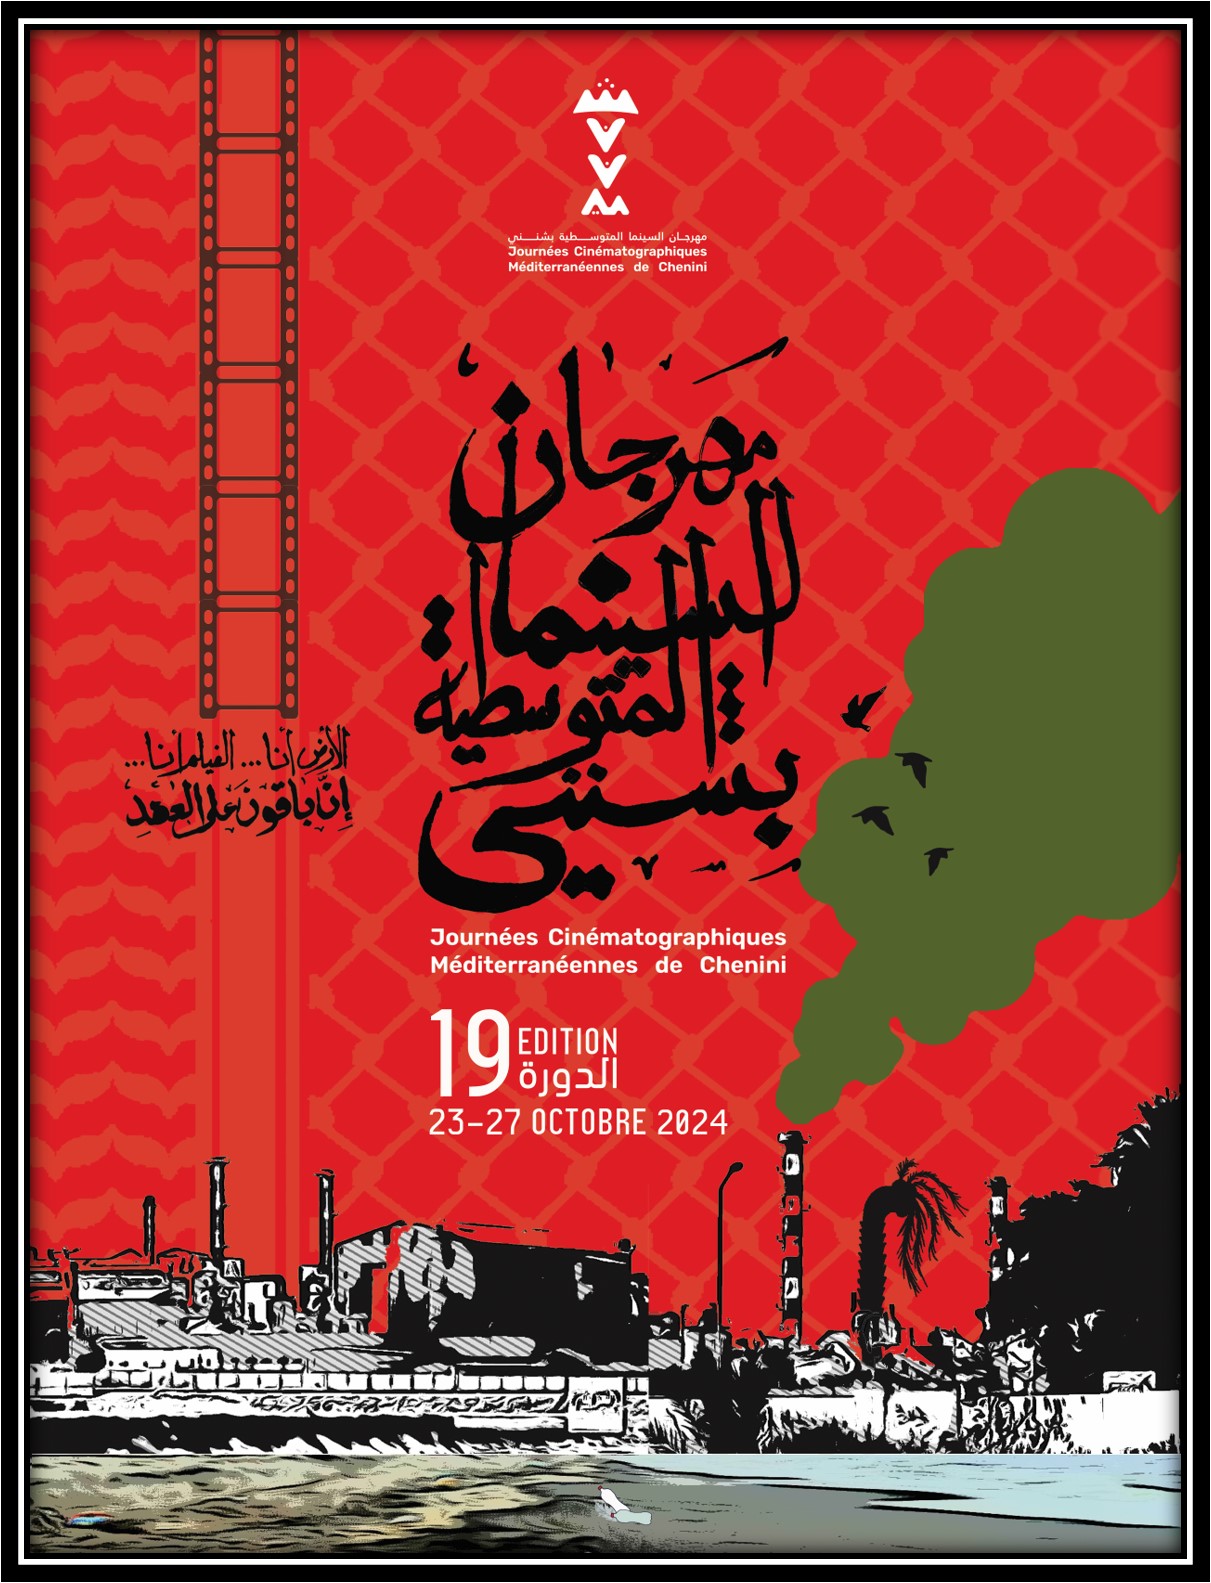 مهرجان السينما المتوسطية بشنني
Journées Cinématographiques
Méditerranéennes de Chenini
مهرجان
السينما
المتوسطية
بشنني
الأرض أنا... الفيلم أنا...
إنّا باقون على العهد
Journées Cinématographiques
Méditerranéennes de Chenini
19 EDITION
الدورة
23-27 OCTOBRE 2024